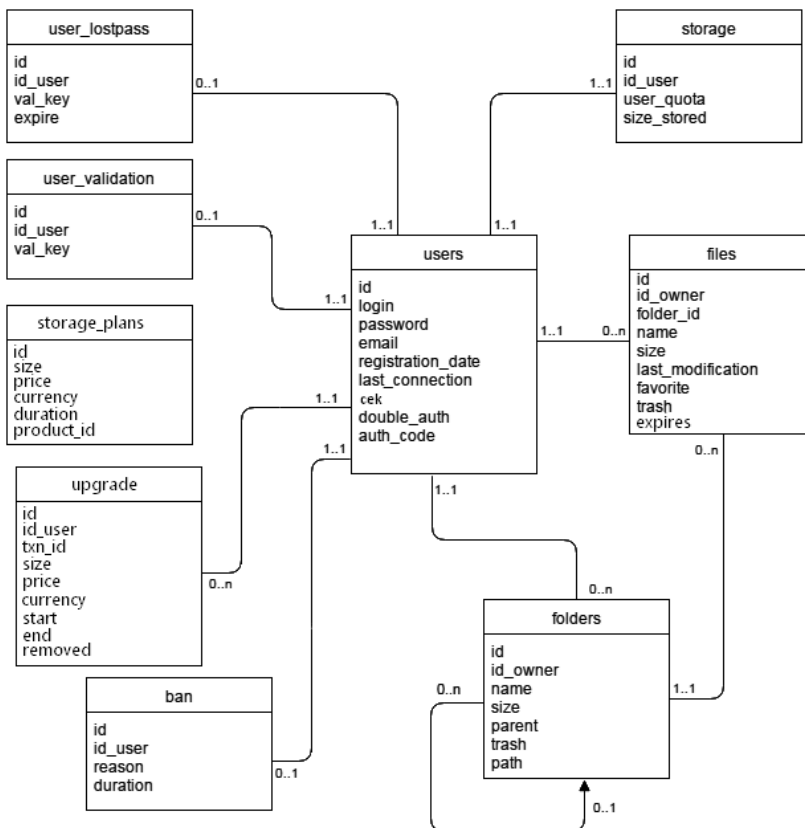 user_lostpass
id
id_user
val_key
expire
0..1
storage
id
id_user
user_quota
size_stored
1..1
user_validation
id
id_user
val_key
0..1
1..1
1..1
users
id
login
password
email
registration_date
last_connection
cek
double_auth
auth_code
1..1
1..1
1..1
1..1
1..1
files
id
id_owner
folder_id
name
size
last_modification
favorite
trash
expires
0..n
0..n
storage_plans
id
size
price
currency
duration
product_id
upgrade
id
id_user
txn_id
size
price
currency
start
end
removed
0..n
ban
id
id_user
reason
duration
0..1
0..n
folders
id
id_owner
name
size
parent
trash
path
0..n
1..1
0..1